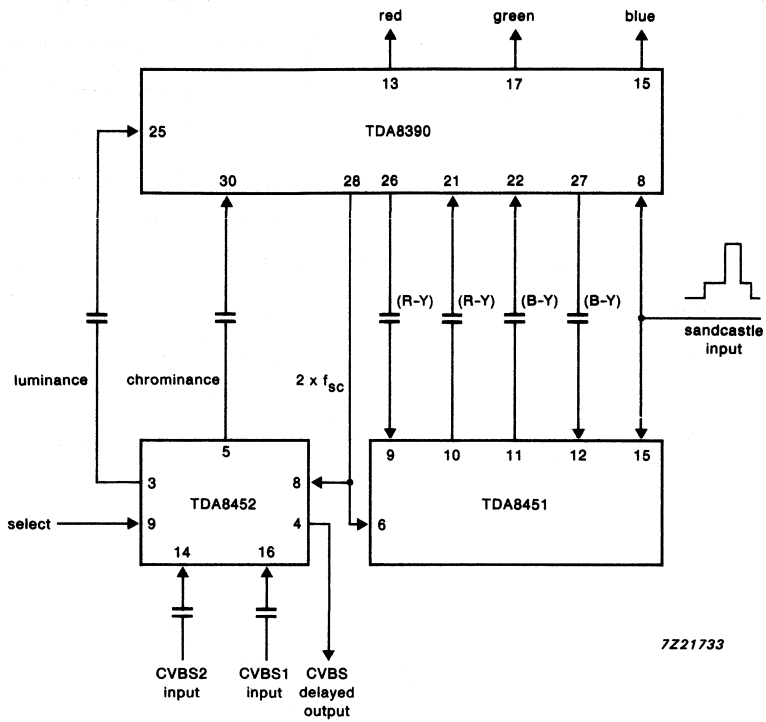 red green blue
13 17 15
25 TDA8390
30 28 26 21 22 27 8
(R-Y) (R-Y) (B-Y) (B-Y)
sandcastle
input
luminance chrominance 2 x fsc
5 9 10 11 12 15
3 TDA8452 8 TDA8451
select 9 4 6
14 16
7Z21733
CVBS2
input
CVBS1
input
CVBS
delayed
output